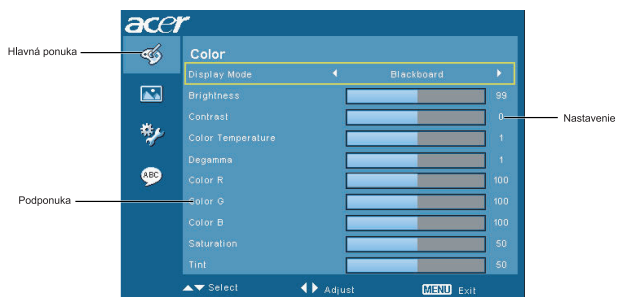 acer
Hlavná ponuka
Color
Display Mode Blackboard
Brightness 99
Contrast 0
Nastavenie
Color Temperature 1
Degamma 1
ABC
Color R 100
Podponuka
Color G 100
Color B 100
Saturation 50
Tint 50
Select Adjust MENU Exit